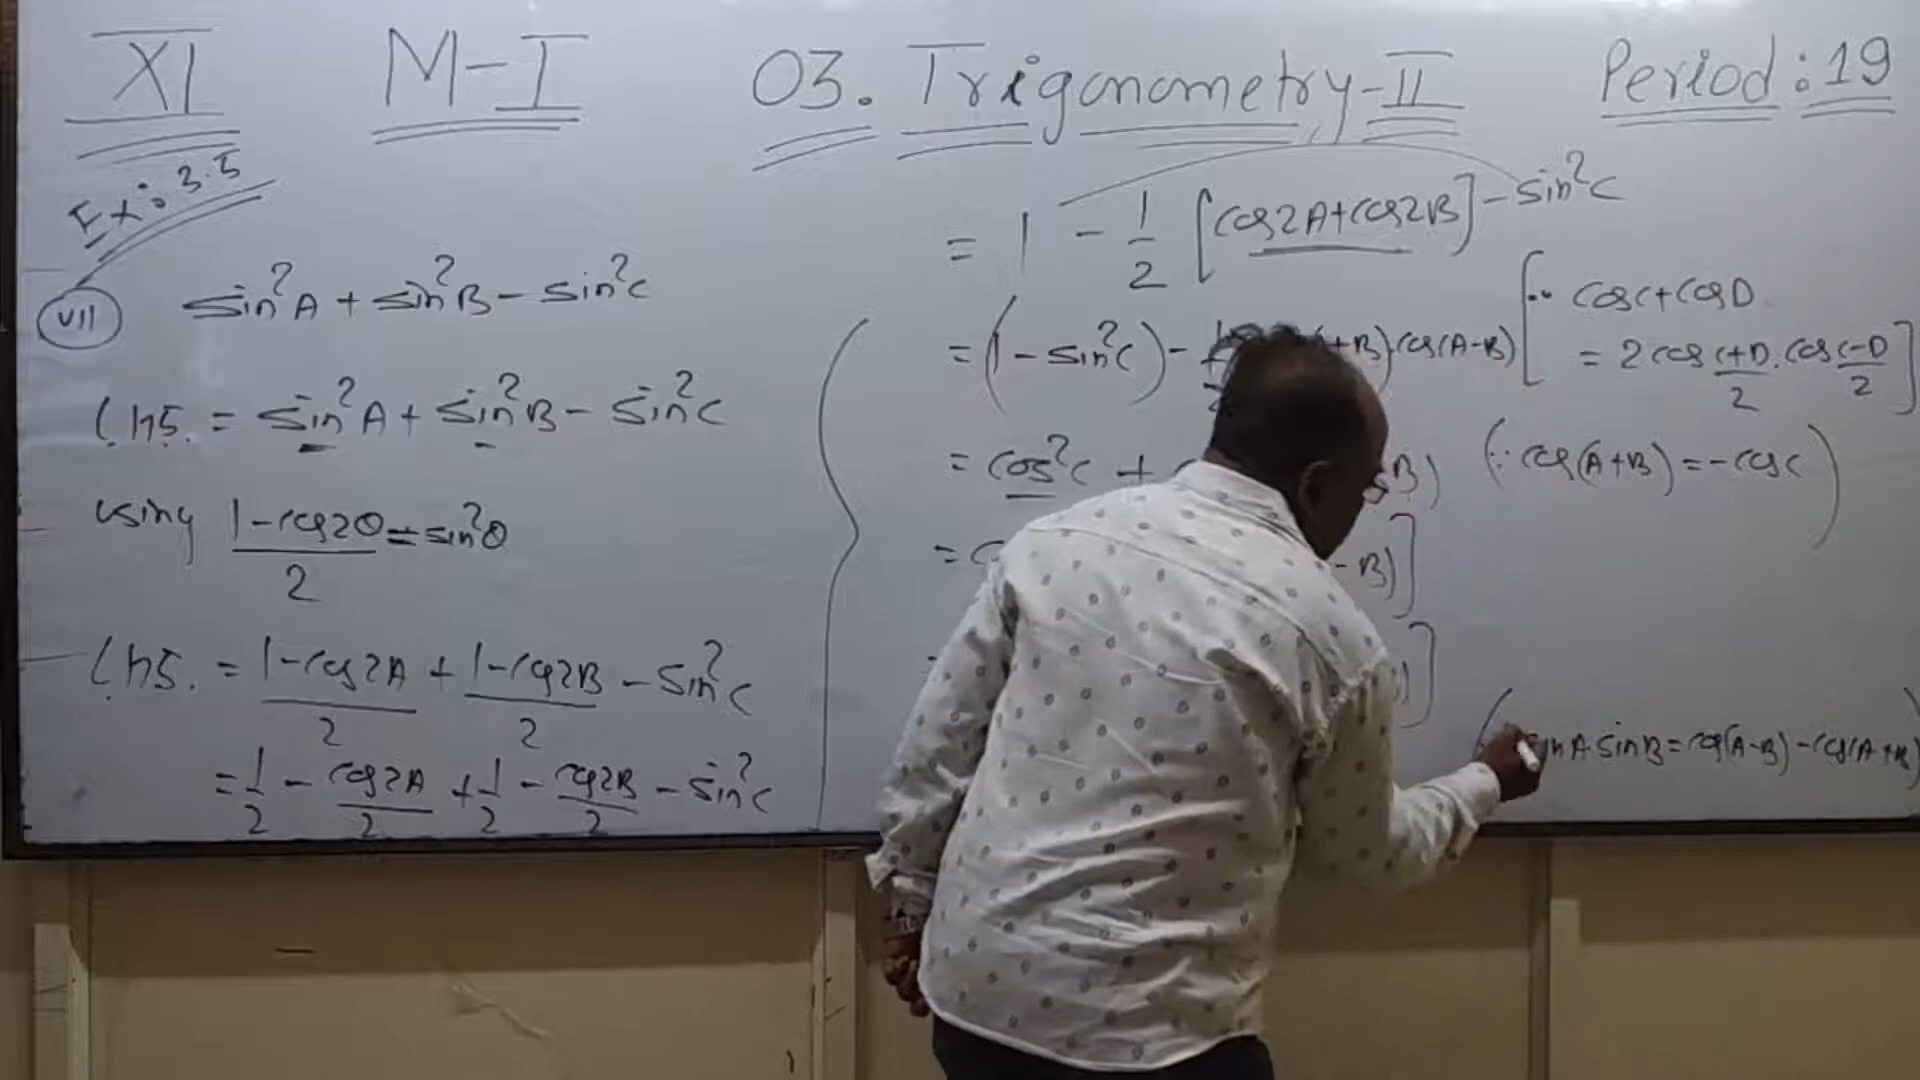 XI M-I 03. Trigonometry-II Period: 19
Ex: 3.5
VII sin²A + sin²B - sin²C
LHS. = sin²A + sin²B - sin²C
using 1-cos2θ/2 = sin²θ
LHS. = 1-cos2A/2 + 1-cos2B/2 - sin²C
= 1/2 - cos2A/2 + 1/2 - cos2B/2 - sin²C
= 1 - 1/2 [cos2A+cos2B] - sin²C
= (1 - sin²C) - +B).cos(A-B)
[∵ cosC+cosD
= 2cos C+D/2 . cos C-D/2]
= cos²C + B) (∵ cos(A+B) = -cosC)
= - B)]
sinA sinB = cos(A-B) - cos(A+B)